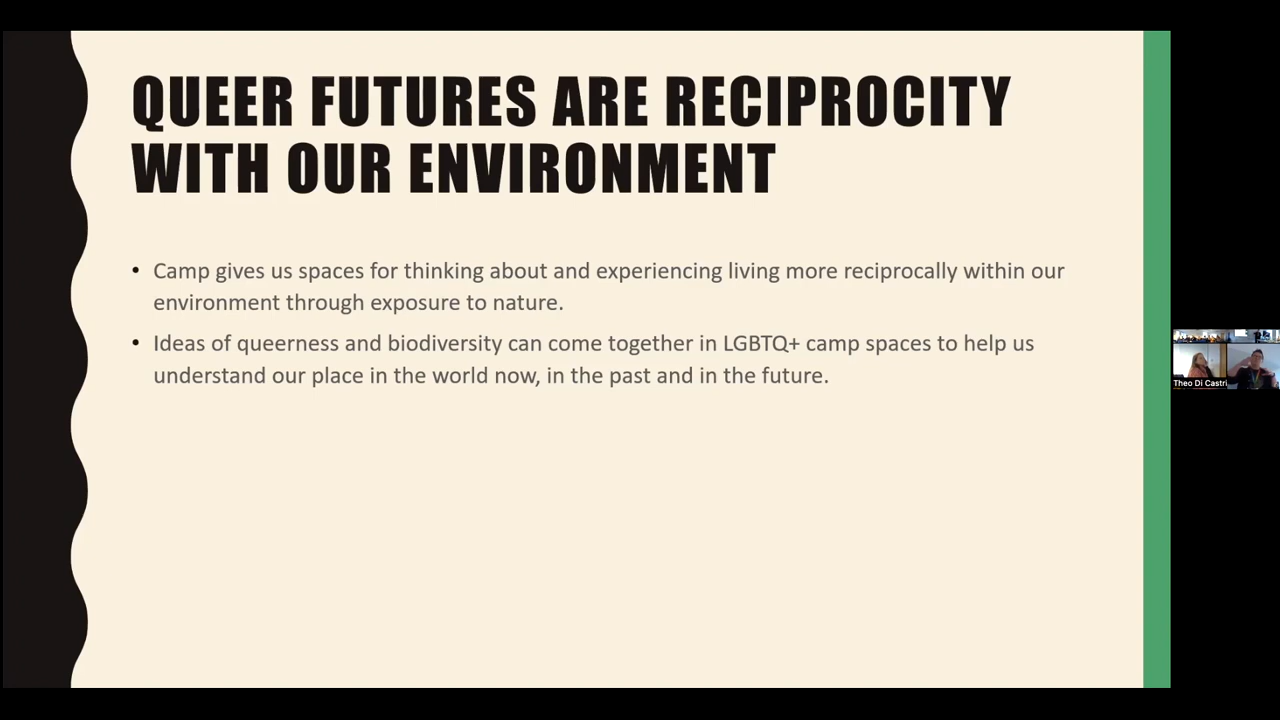 QUEER FUTURES ARE RECIPROCITY
WITH OUR ENVIRONMENT
• Camp gives us spaces for thinking about and experiencing living more reciprocally within our
environment through exposure to nature.
• Ideas of queerness and biodiversity can come together in LGBTQ+ camp spaces to help us
understand our place in the world now, in the past and in the future.
Theo Di Castri